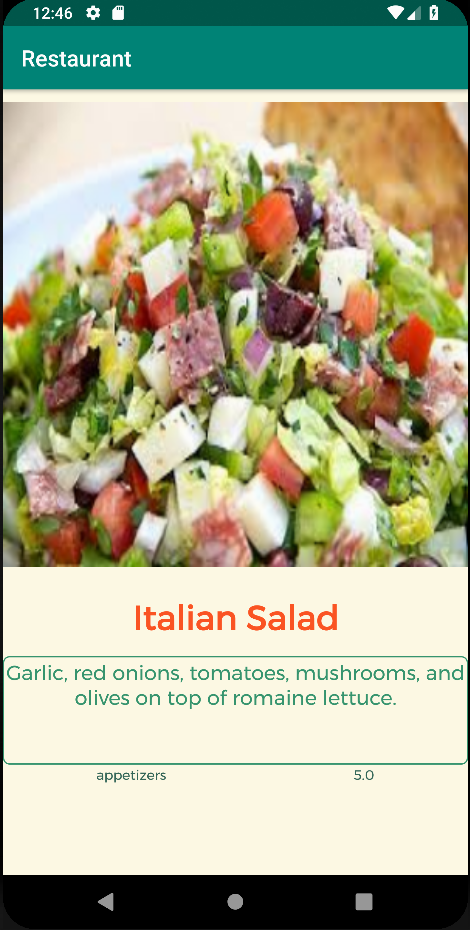 12:46
Restaurant
Italian Salad
Garlic, red onions, tomatoes, mushrooms, and
olives on top of romaine lettuce.
appetizers 5.0